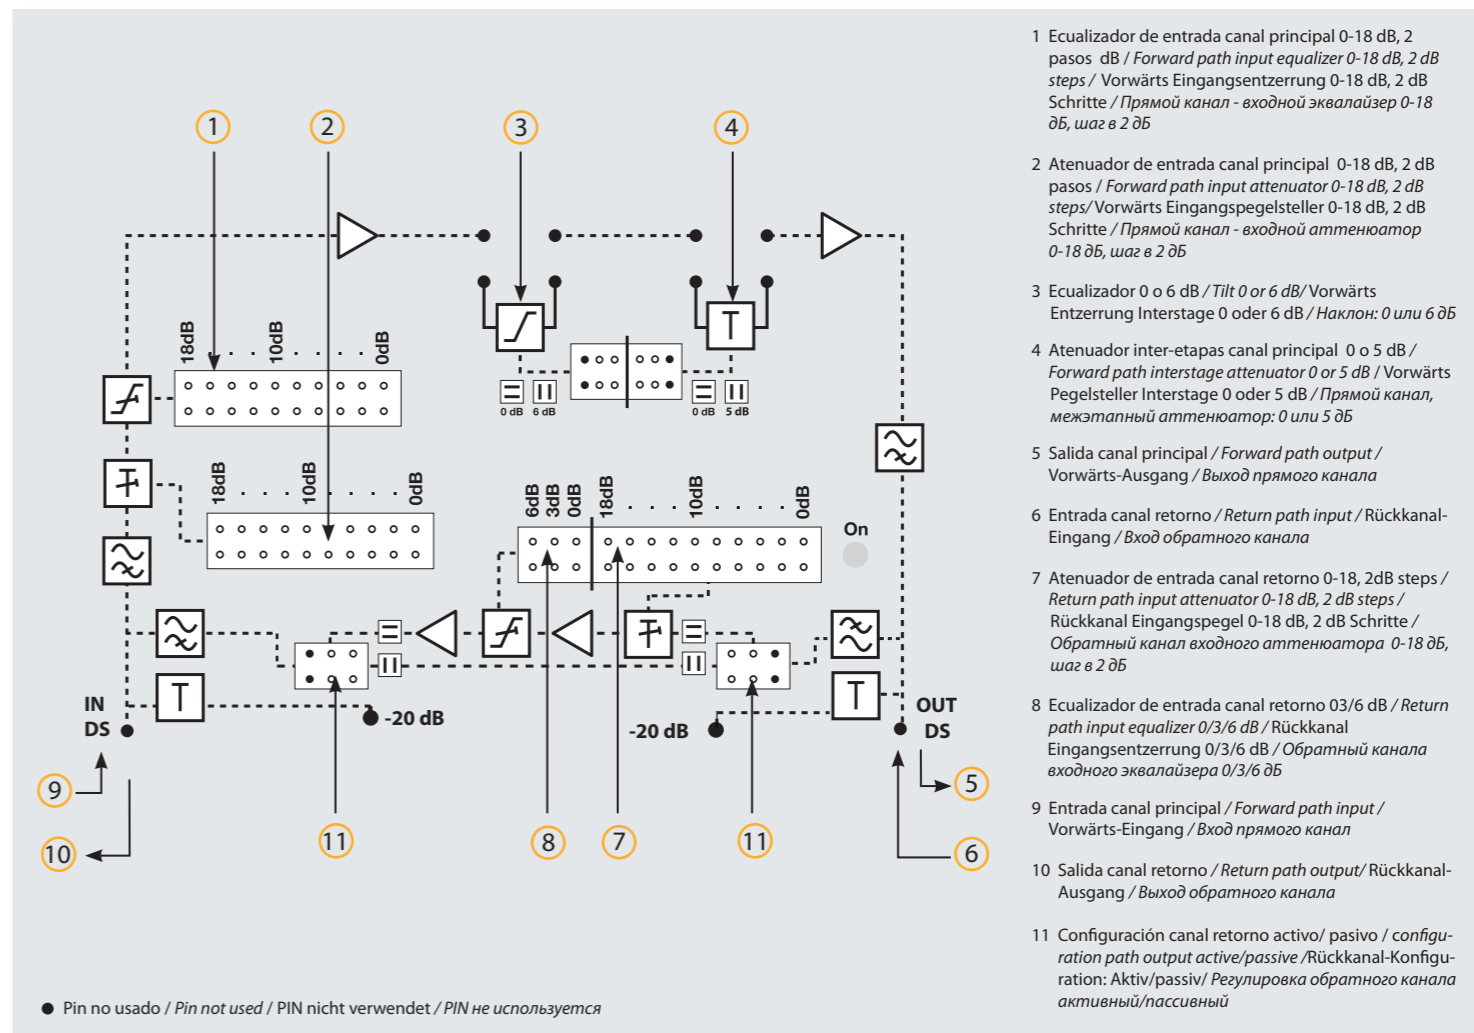 1
2
3
4
18dB . . . . 10dB . . . . 0dB
0 dB
6 dB
0 dB
5 dB
18dB . . . . 10dB . . . . 0dB
6dB
3dB
0dB
18dB . . . . 10dB . . . . 0dB
On
T
T
T
IN
DS
-20 dB
-20 dB
OUT
DS
9
10
11
8
7
11
5
6
● Pin no usado / Pin not used / PIN nicht verwendet / PIN не используется
1 Ecualizador de entrada canal principal 0-18 dB, 2
pasos dB / Forward path input equalizer 0-18 dB, 2 dB
steps / Vorwärts Eingangsentzerrung 0-18 dB, 2 dB
Schritte / Прямой канал - входной эквалайзер 0-18
дБ, шаг в 2 дБ
2 Atenuador de entrada canal principal 0-18 dB, 2 dB
pasos / Forward path input attenuator 0-18 dB, 2 dB
steps/ Vorwärts Eingangspegelsteller 0-18 dB, 2 dB
Schritte / Прямой канал - входной аттенюатор
0-18 дБ, шаг в 2 дБ
3 Ecualizador 0 o 6 dB / Tilt 0 or 6 dB/ Vorwärts
Entzerrung Interstage 0 oder 6 dB / Наклон: 0 или 6 дБ
4 Atenuador inter-etapas canal principal 0 o 5 dB /
Forward path interstage attenuator 0 or 5 dB / Vorwärts
Pegelsteller Interstage 0 oder 5 dB / Прямой канал,
межэтапный аттенюатор: 0 или 5 дБ
5 Salida canal principal / Forward path output /
Vorwärts-Ausgang / Выход прямого канала
6 Entrada canal retorno / Return path input / Rückkanal-
Eingang / Вход обратного канала
7 Atenuador de entrada canal retorno 0-18, 2dB steps /
Return path input attenuator 0-18 dB, 2 dB steps /
Rückkanal Eingangspegel 0-18 dB, 2 dB Schritte /
Обратный канал входного аттенюатора 0-18 дБ,
шаг в 2 дБ
8 Ecualizador de entrada canal retorno 03/6 dB / Return
path input equalizer 0/3/6 dB / Rückkanal
Eingangsentzerrung 0/3/6 dB / Обратный канала
входного эквалайзера 0/3/6 дБ
9 Entrada canal principal / Forward path input /
Vorwärts-Eingang / Вход прямого канал
10 Salida canal retorno / Return path output/ Rückkanal-
Ausgang / Выход обратного канала
11 Configuración canal retorno activo/ pasivo / configu-
ration path output active/passive /Rückkanal-Konfigu-
ration: Aktiv/passiv/ Регулировка обратного канала
активный/пассивный